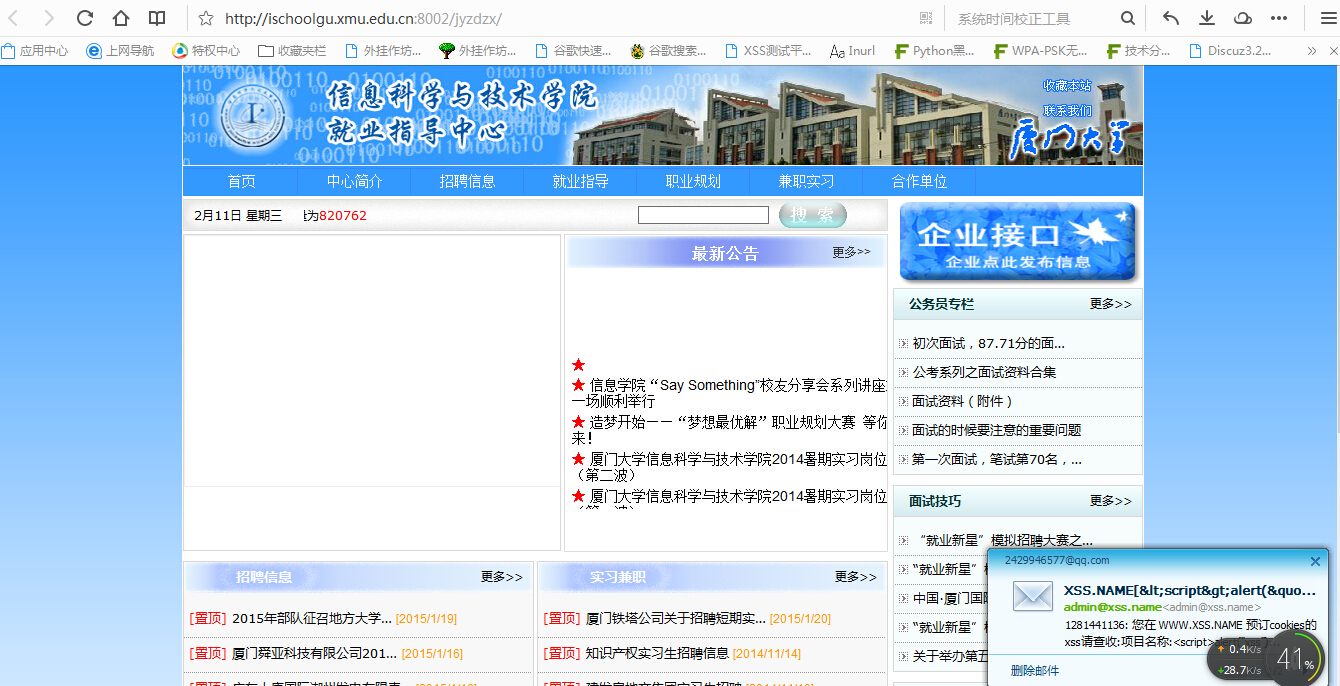 http://ischoolgu.xmu.edu.cn:8002/jyzdzx/
系统时间校正工具
应用中心 上网导航 特权中心 收藏夹栏 外挂作坊... 外挂作坊... 谷歌快速... 谷歌搜索... XSS测试平... Inurl Python黑... WPA-PSK无... 技术分... Discuz3.2...
信息科学与技术学院
就业指导中心
收藏本站
联系我们
厦门大学
首页 中心简介 招聘信息 就业指导 职业规划 兼职实习 合作单位
2月11日 星期三 为820762 搜 索
企业接口
企业点此发布信息
最新公告 更多>>
★
★ 信息学院“Say Something”校友分享会系列讲座
一场顺利举行
★ 造梦开始——“梦想最优解”职业规划大赛 等你
来!
★ 厦门大学信息科学与技术学院2014暑期实习岗位
（第二波）
★ 厦门大学信息科学与技术学院2014暑期实习岗位
公务员专栏 更多>>
初次面试，87.71分的面...
公考系列之面试资料合集
面试资料（附件）
面试的时候要注意的重要问题
第一次面试，笔试第70名，...
面试技巧 更多>>
“就业新星”模拟招聘大赛之...
“就业新星”
中国·厦门国际
“就业新星”
关于举办第五
招聘信息 更多>>
[置顶] 2015年部队征召地方大学... [2015/1/19]
[置顶] 厦门舜亚科技有限公司201... [2015/1/16]
实习兼职 更多>>
[置顶] 厦门铁塔公司关于招聘短期实... [2015/1/20]
[置顶] 知识产权实习生招聘信息 [2014/11/14]
2429946577@qq.com
XSS.NAME[&lt;script&gt;alert(&quo...
admin@xss.name<admin@xss.name>
1281441136: 您在 WWW.XSS.NAME 预订cookies的
xss请查收:项目名称:<script>alert("xss")
删除邮件
0.4K/s
28.7K/s
41%